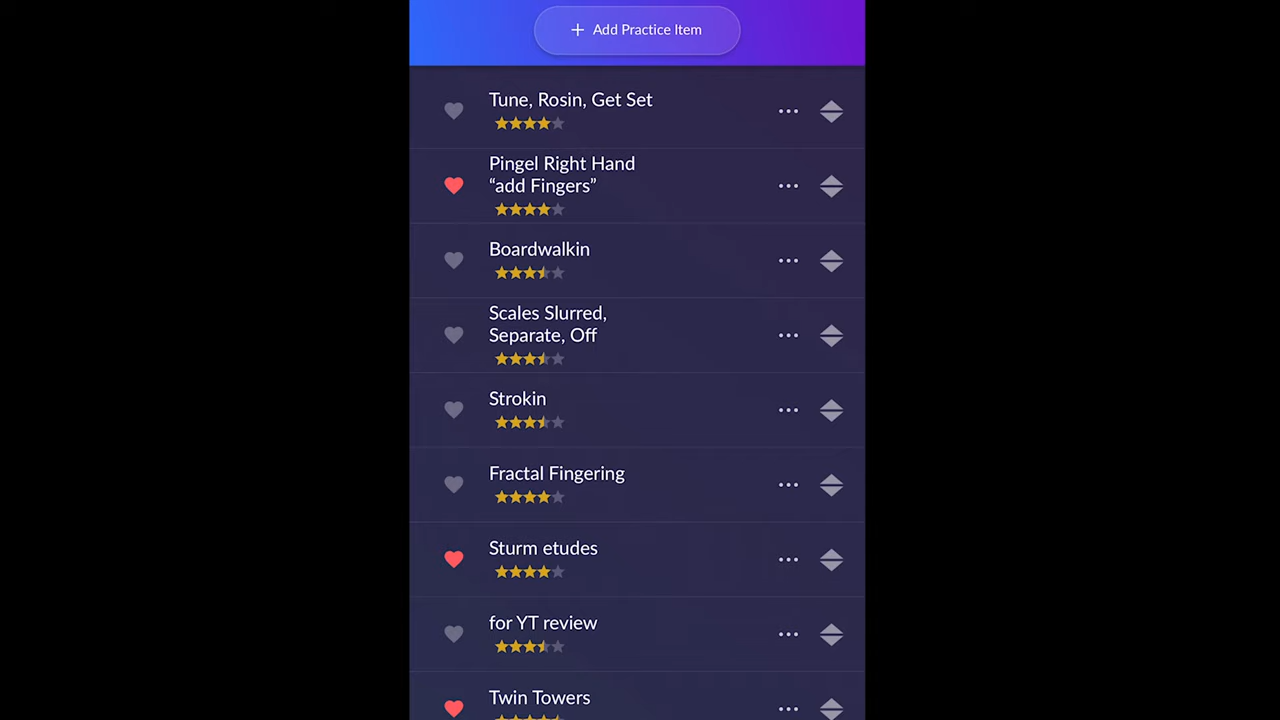 + Add Practice Item
Tune, Rosin, Get Set
Pingel Right Hand
“add Fingers”
Boardwalkin
Scales Slurred,
Separate, Off
Strokin
Fractal Fingering
Sturm etudes
for YT review
Twin Towers